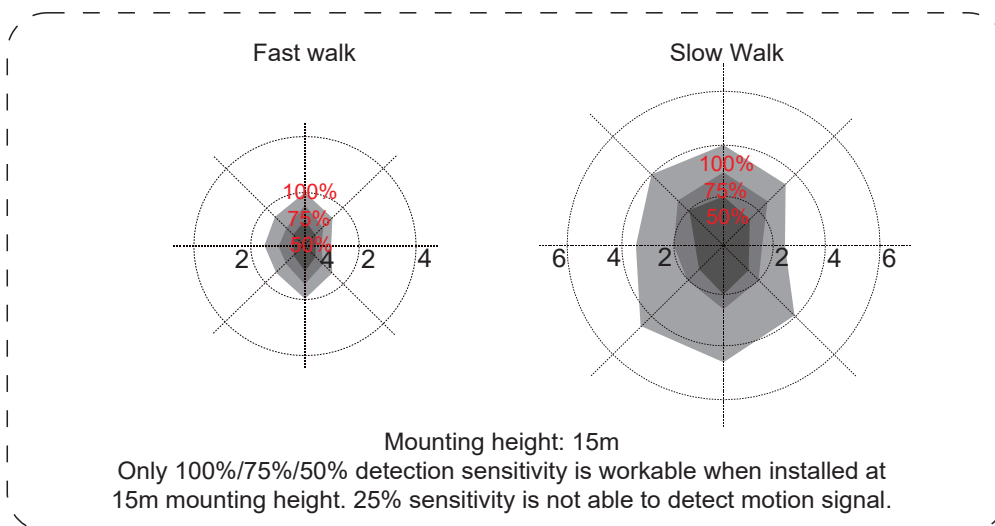 Fast walk
Slow Walk
100%
75%
50%
2 4 2 4
100%
75%
50%
6 4 2 2 4 6
Mounting height: 15m
Only 100%/75%/50% detection sensitivity is workable when installed at
15m mounting height. 25% sensitivity is not able to detect motion signal.